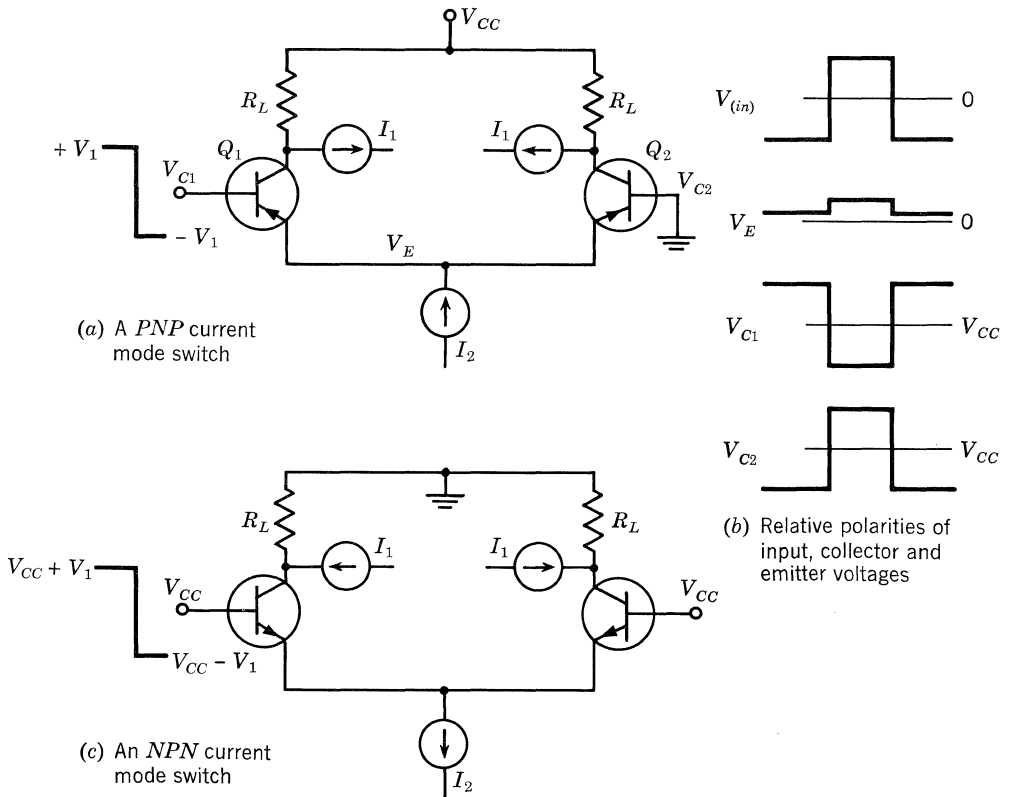 V_CC
R_L
R_L
I_1
I_1
+ V_1
Q_1
Q_2
V_C1
V_C2
− V_1
V_E
I_2
(a) A PNP current
mode switch
V_(in)
0
V_E
0
V_C1
V_CC
V_C2
V_CC
(b) Relative polarities of
input, collector and
emitter voltages
R_L
R_L
I_1
I_1
V_CC + V_1
V_CC
V_CC
V_CC − V_1
I_2
(c) An NPN current
mode switch